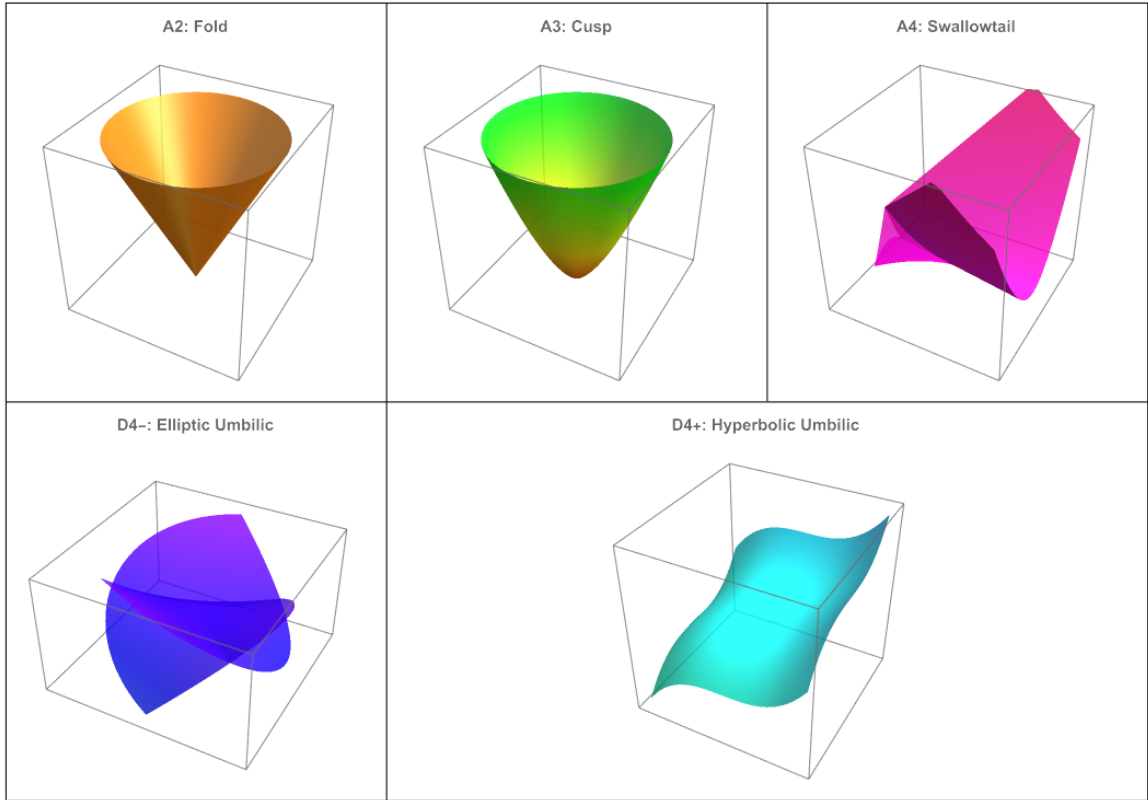 A2: Fold
A3: Cusp
A4: Swallowtail
D4−: Elliptic Umbilic
D4+: Hyperbolic Umbilic